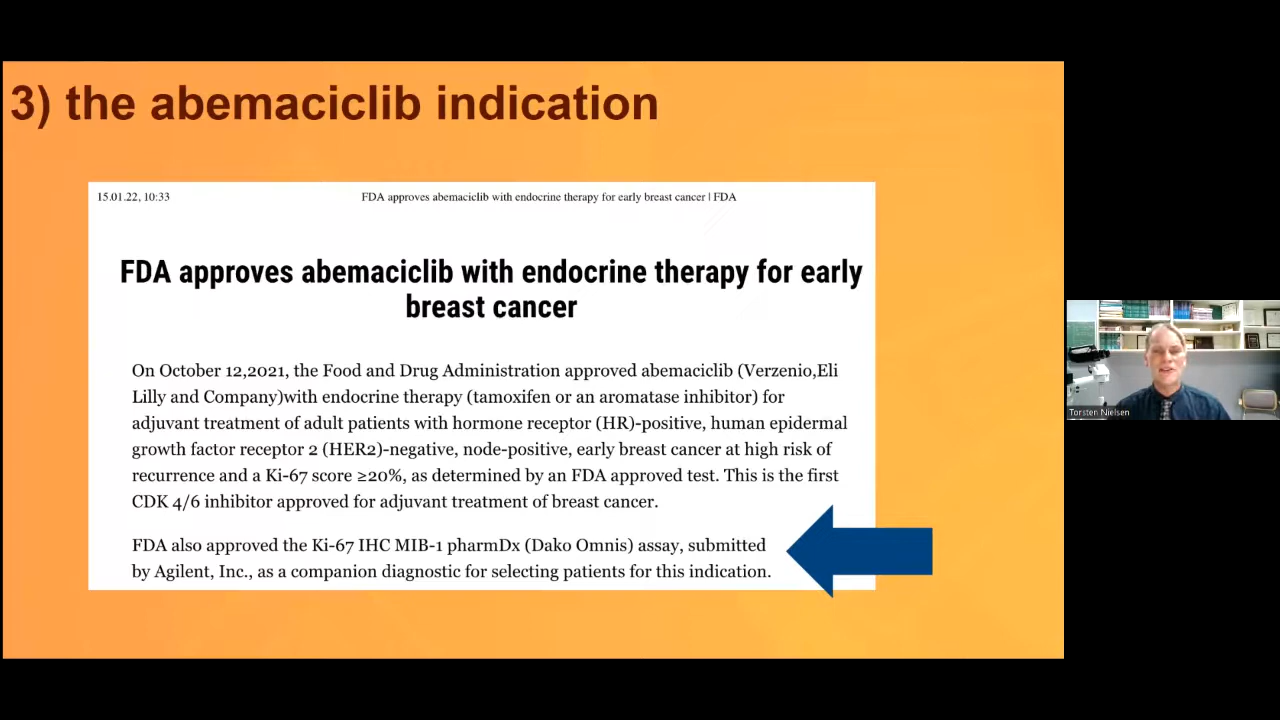 3) the abemaciclib indication
15.01.22, 10:33
FDA approves abemaciclib with endocrine therapy for early breast cancer | FDA
FDA approves abemaciclib with endocrine therapy for early
breast cancer
On October 12,2021, the Food and Drug Administration approved abemaciclib (Verzenio,Eli
Lilly and Company)with endocrine therapy (tamoxifen or an aromatase inhibitor) for
adjuvant treatment of adult patients with hormone receptor (HR)-positive, human epidermal
growth factor receptor 2 (HER2)-negative, node-positive, early breast cancer at high risk of
recurrence and a Ki-67 score ≥20%, as determined by an FDA approved test. This is the first
CDK 4/6 inhibitor approved for adjuvant treatment of breast cancer.
FDA also approved the Ki-67 IHC MIB-1 pharmDx (Dako Omnis) assay, submitted
by Agilent, Inc., as a companion diagnostic for selecting patients for this indication.
Torsten Nielsen